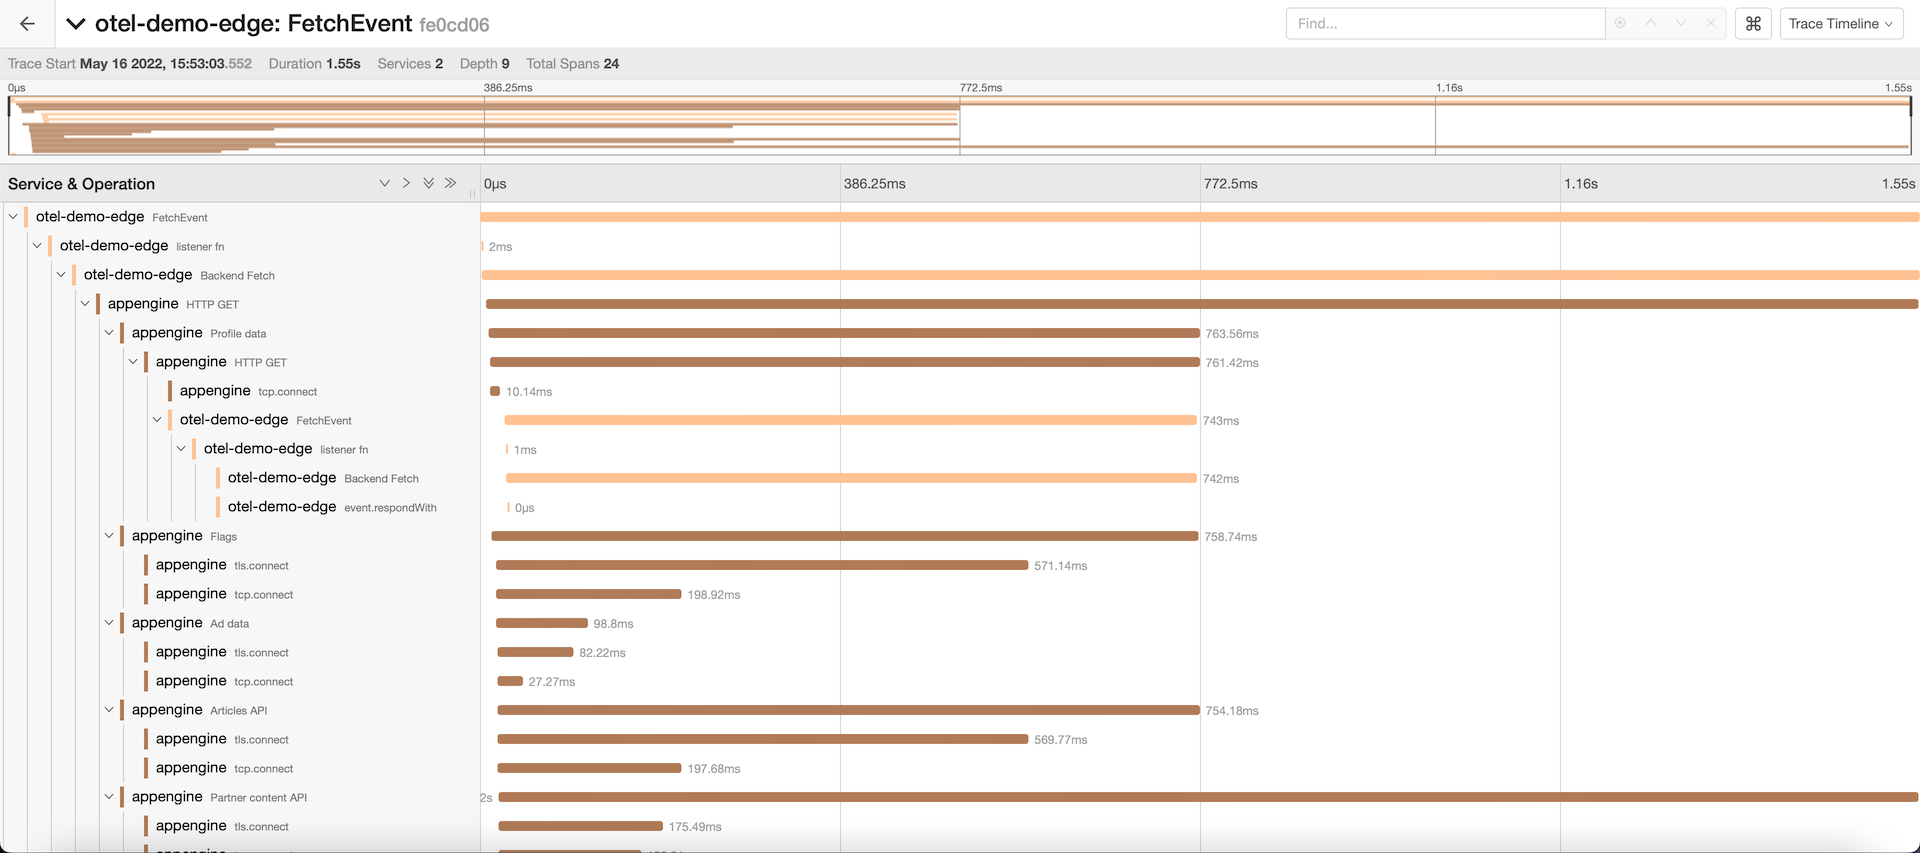 otel-demo-edge: FetchEvent fe0cd06
Find...
⌘
Trace Timeline
Trace Start May 16 2022, 15:53:03.552 Duration 1.55s Services 2 Depth 9 Total Spans 24
0μs 386.25ms 772.5ms 1.16s 1.55s
Service & Operation 0μs 386.25ms 772.5ms 1.16s 1.55s
otel-demo-edge FetchEvent
otel-demo-edge listener fn 2ms
otel-demo-edge Backend Fetch
appengine HTTP GET
appengine Profile data 763.56ms
appengine HTTP GET 761.42ms
appengine tcp.connect 10.14ms
otel-demo-edge FetchEvent 743ms
otel-demo-edge listener fn 1ms
otel-demo-edge Backend Fetch 742ms
otel-demo-edge event.respondWith 0μs
appengine Flags 758.74ms
appengine tls.connect 571.14ms
appengine tcp.connect 198.92ms
appengine Ad data 98.8ms
appengine tls.connect 82.22ms
appengine tcp.connect 27.27ms
appengine Articles API 754.18ms
appengine tls.connect 569.77ms
appengine tcp.connect 197.68ms
appengine Partner content API 2s
appengine tls.connect 175.49ms